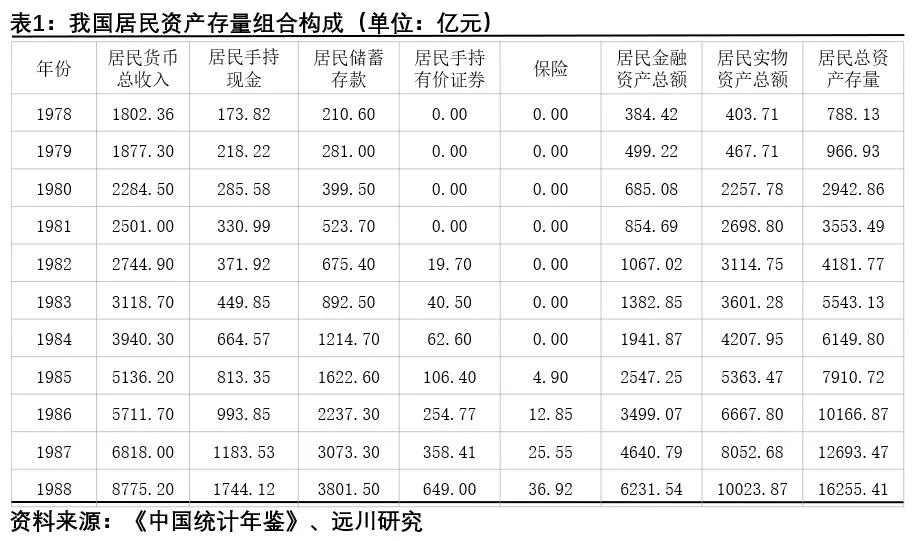 表1：我国居民资产存量组合构成（单位：亿元）
年份 居民货币总收入 居民手持现金 居民储蓄存款 居民手持有价证券 保险 居民金融资产总额 居民实物资产总额 居民总资产存量
1978 1802.36 173.82 210.60 0.00 0.00 384.42 403.71 788.13
1979 1877.30 218.22 281.00 0.00 0.00 499.22 467.71 966.93
1980 2284.50 285.58 399.50 0.00 0.00 685.08 2257.78 2942.86
1981 2501.00 330.99 523.70 0.00 0.00 854.69 2698.80 3553.49
1982 2744.90 371.92 675.40 19.70 0.00 1067.02 3114.75 4181.77
1983 3118.70 449.85 892.50 40.50 0.00 1382.85 3601.28 5543.13
1984 3940.30 664.57 1214.70 62.60 0.00 1941.87 4207.95 6149.80
1985 5136.20 813.35 1622.60 106.40 4.90 2547.25 5363.47 7910.72
1986 5711.70 993.85 2237.30 254.77 12.85 3499.07 6667.80 10166.87
1987 6818.00 1183.53 3073.30 358.41 25.55 4640.79 8052.68 12693.47
1988 8775.20 1744.12 3801.50 649.00 36.92 6231.54 10023.87 16255.41
资料来源：《中国统计年鉴》、远川研究